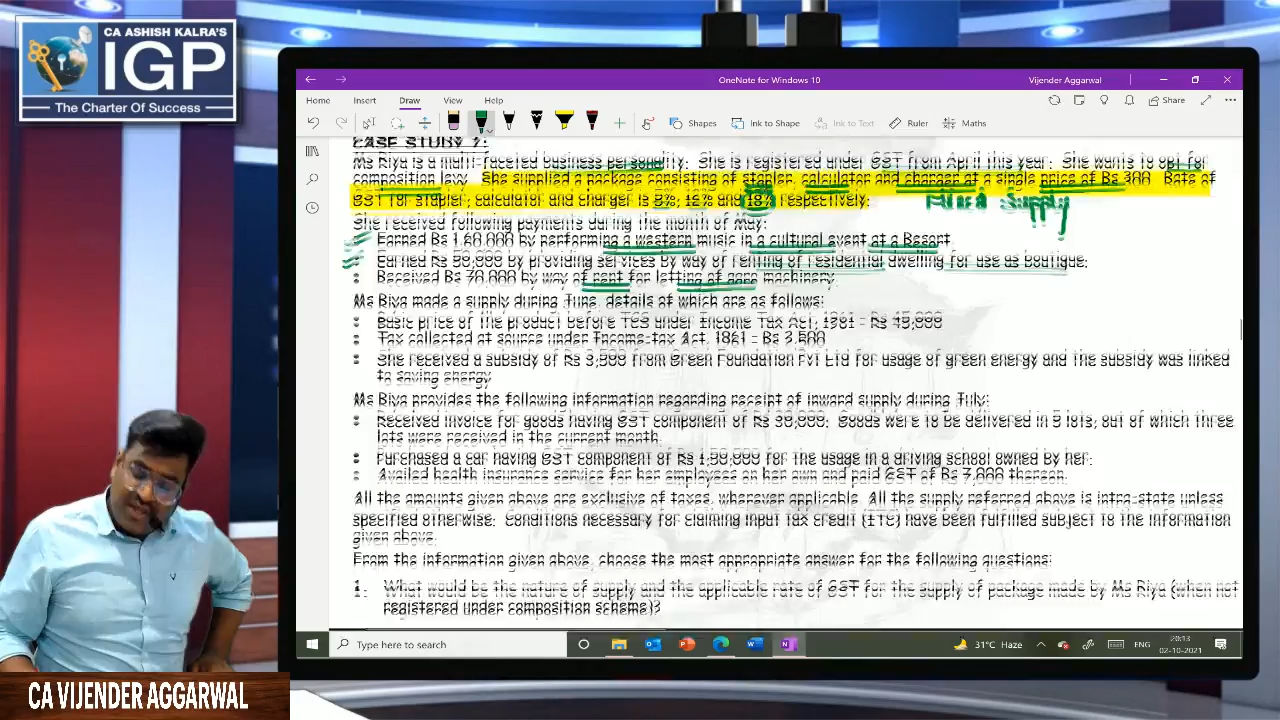 CA ASHISH KALRA'S
IGP
The Charter Of Success
OneNote for Windows 10
Vijender Aggarwal
Home Insert Draw View Help
Share
Shapes
Ink to Shape
Ink to Text
Ruler
Maths
CASE STUDY
Ms Riya is a multi-faceted business personality. She is registered under GST from April this year. She wants to opt for
composition levy. She supplied a package consisting of stapler, calculator and charger at a single price of Rs 300. Rate of
GST for stapler, calculator and charger is 5%, 12% and 18% respectively.
Mixed Supply
She received following payments during the month of May:
Earned Rs 1,60,000 by performing a western music in a cultural event at a Resort.
Earned Rs 50,000 by providing services by way of renting of residential dwelling for use as boutique.
Received Rs 70,000 by way of rent for letting of agro machinery.
Ms Riya made a supply during June, details of which are as follows:
Basic price of the product before TCS under Income Tax Act, 1961 – Rs 45,000
Tax collected at source under Income-tax Act, 1961 – Rs 2,500
She received a subsidy of Rs 3,500 from Green Foundation Pvt Ltd for usage of green energy and the subsidy was linked
to saving energy
Ms Riya provides the following information regarding receipt of inward supply during July:
Received invoice for goods having GST component of Rs 30,000. Goods were to be delivered in 5 lots, out of which three
lots were received in the current month.
Purchased a car having GST component of Rs 1,50,000 for the usage in a driving school owned by her.
Availed health insurance service for her employees on her own and paid GST of Rs 7,000 thereon.
All the amounts given above are exclusive of taxes, wherever applicable. All the supply referred above is intra-state unless
specified otherwise. Conditions necessary for claiming input tax credit (ITC) have been fulfilled subject to the information
given above.
From the information given above, choose the most appropriate answer for the following questions:
1. What would be the nature of supply and the applicable rate of GST for the supply of package made by Ms Riya (when not
registered under composition scheme)?
Type here to search
31°C Haze
ENG
20:13
02-10-2021
CA VIJENDER AGGARWAL